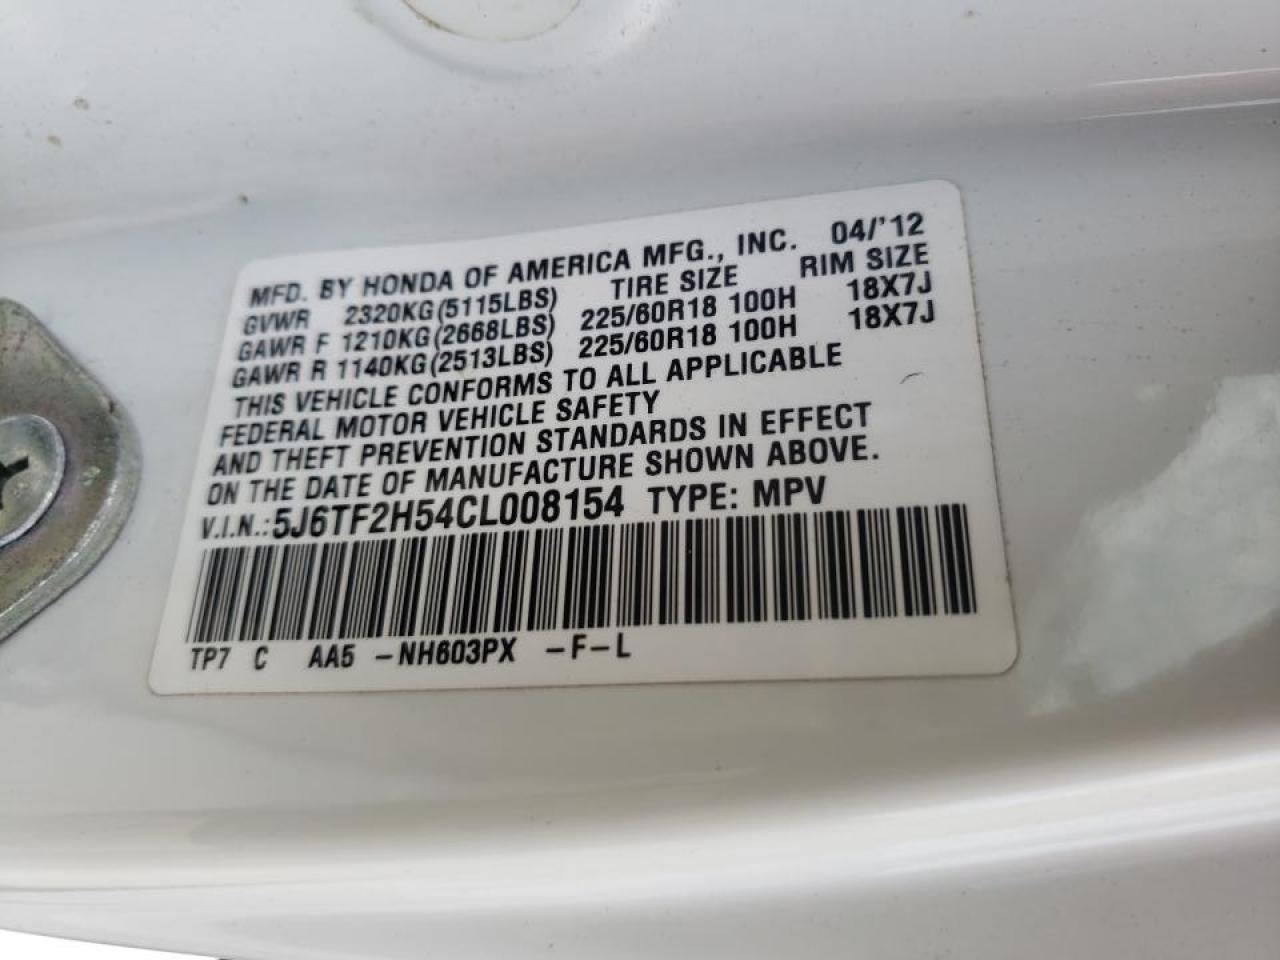 MFD. BY HONDA OF AMERICA MFG., INC. 04/'12
GVWR 2320KG(5115LBS) TIRE SIZE RIM SIZE
GAWR F 1210KG(2668LBS) 225/60R18 100H 18X7J
GAWR R 1140KG(2513LBS) 225/60R18 100H 18X7J
THIS VEHICLE CONFORMS TO ALL APPLICABLE
FEDERAL MOTOR VEHICLE SAFETY
AND THEFT PREVENTION STANDARDS IN EFFECT
ON THE DATE OF MANUFACTURE SHOWN ABOVE.
V.I.N.:5J6TF2H54CL008154 TYPE: MPV
TP7 C AA5 -NH603PX -F-L